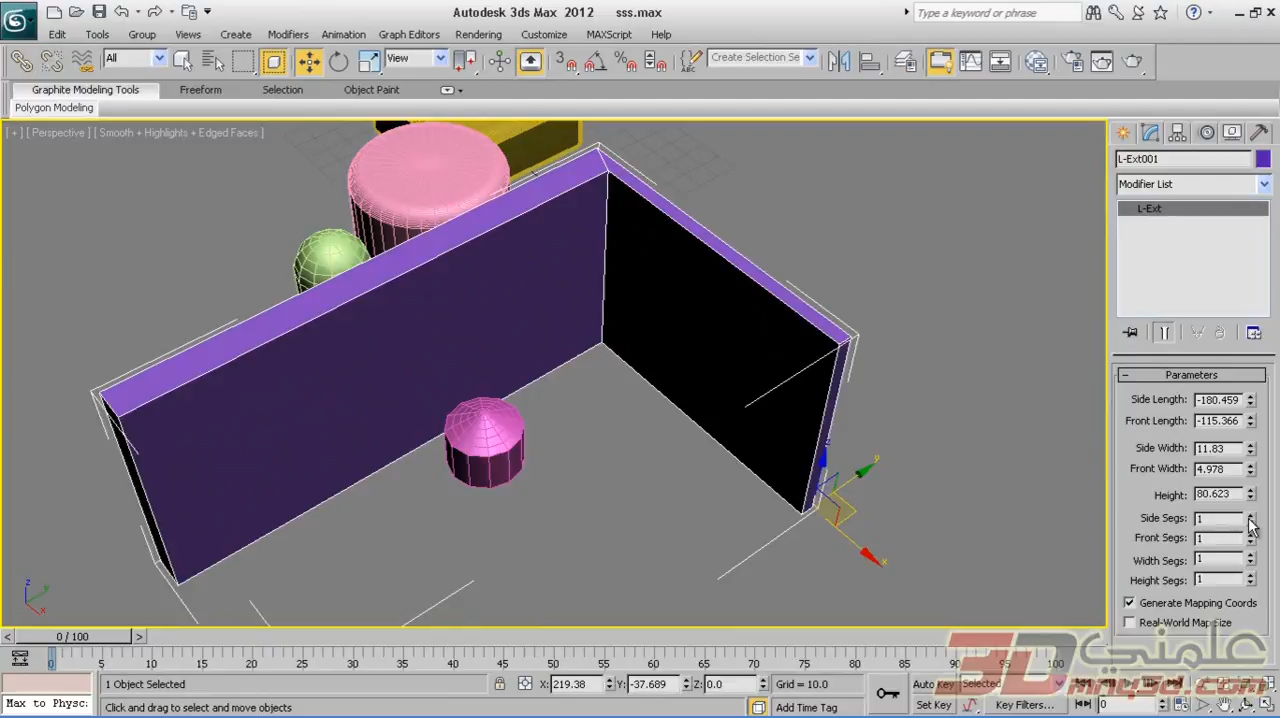 Autodesk 3ds Max 2012 sss.max
Type a keyword or phrase
Edit Tools Group Views Create Modifiers Animation Graph Editors Rendering Customize MAXScript Help
All View 3 Create Selection Se
Graphite Modeling Tools Freeform Selection Object Paint
Polygon Modeling
[ + ] [ Perspective ] [ Smooth + Highlights + Edged Faces ]
L-Ext001
Modifier List
L-Ext
Parameters
Side Length: -180.459
Front Length: -115.366
Side Width: 11.83
Front Width: 4.978
Height: 80.623
Side Segs: 1
Front Segs: 1
Width Segs: 1
Height Segs: 1
Generate Mapping Coords
Real-World Map Size
z y x
z y x
< 0 / 100 >
0 5 10 15 20 25 30 35 40 45 50 55 60 65 70 75 80 85 90 95 100
علمني
1 Object Selected X: 219.38 Y: -37.689 Z: 0.0 Grid = 10.0 Auto Key Selected
Max to Physc: Click and drag to select and move objects Add Time Tag Set Key Key Filters... 0